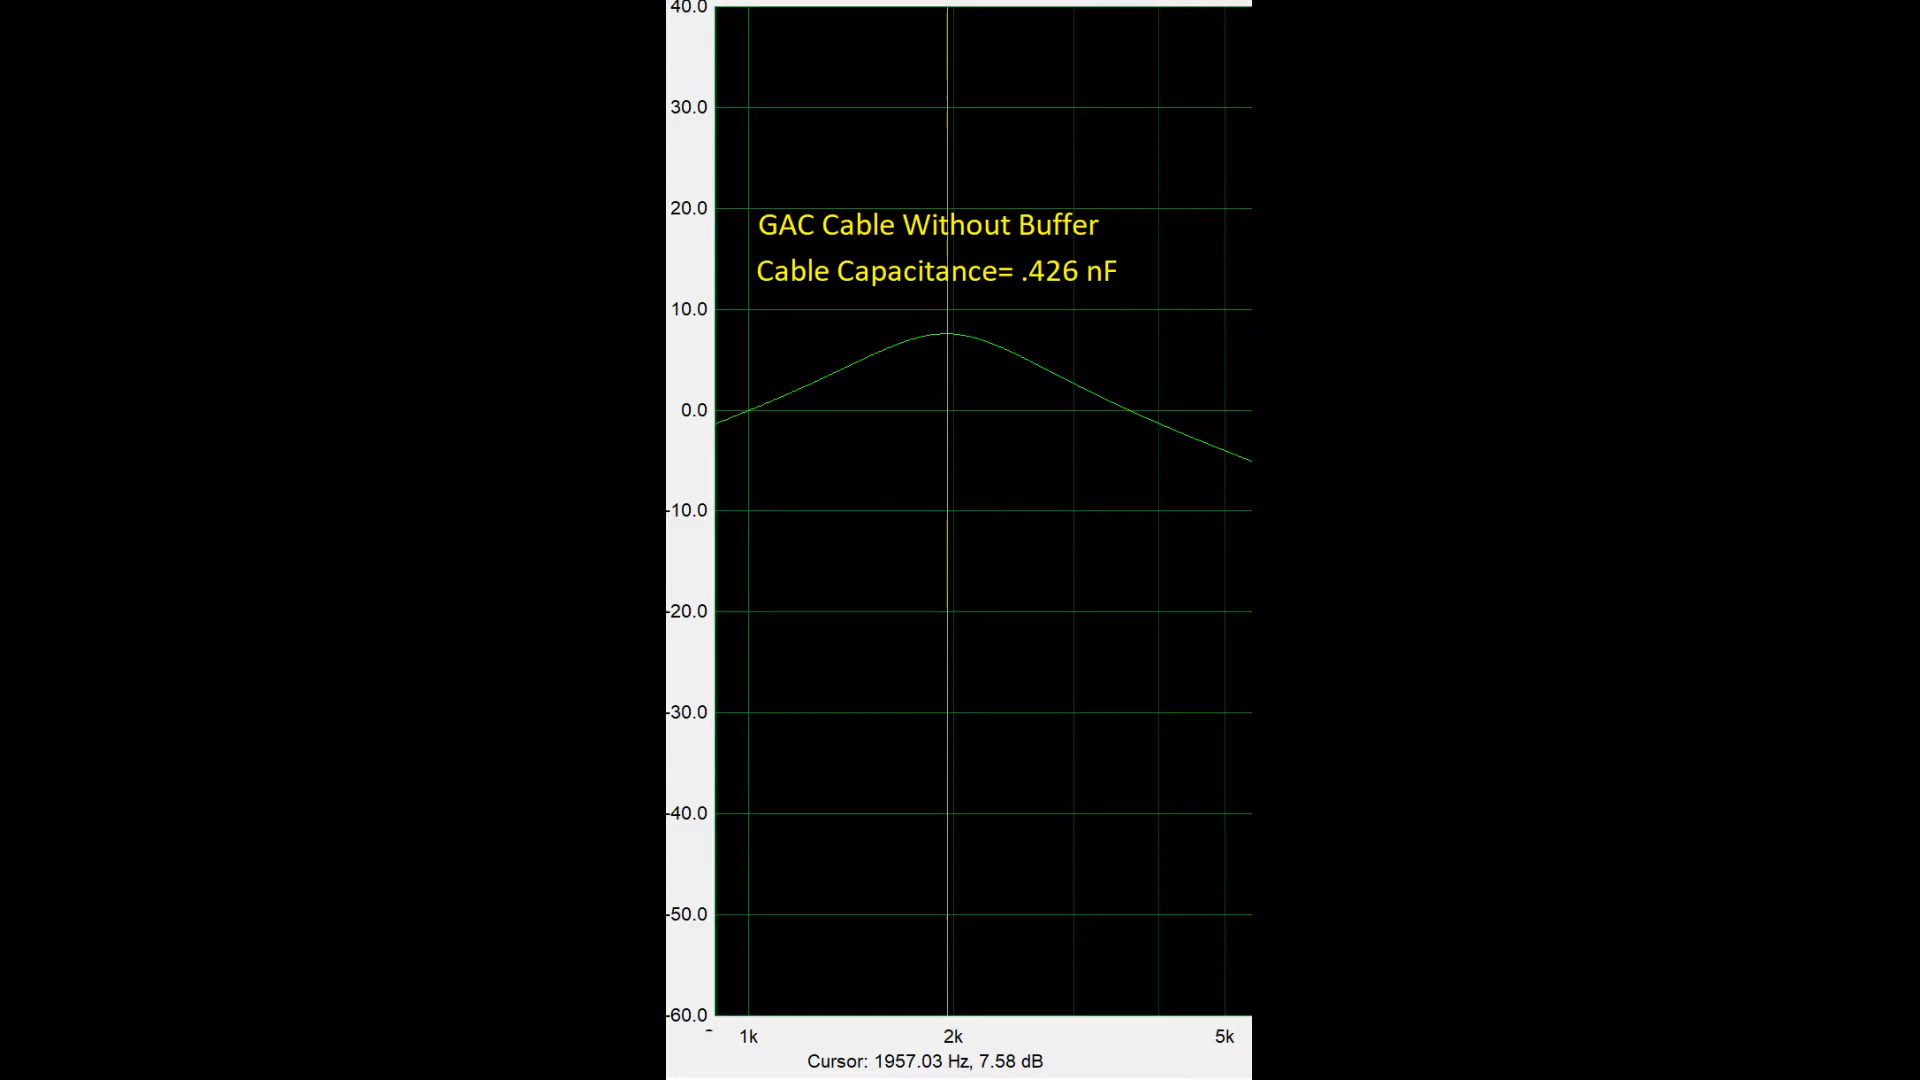 40.0
30.0
20.0
GAC Cable Without Buffer
Cable Capacitance= .426 nF
10.0
0.0
-10.0
-20.0
-30.0
-40.0
-50.0
-60.0
1k 2k 5k
Cursor: 1957.03 Hz, 7.58 dB